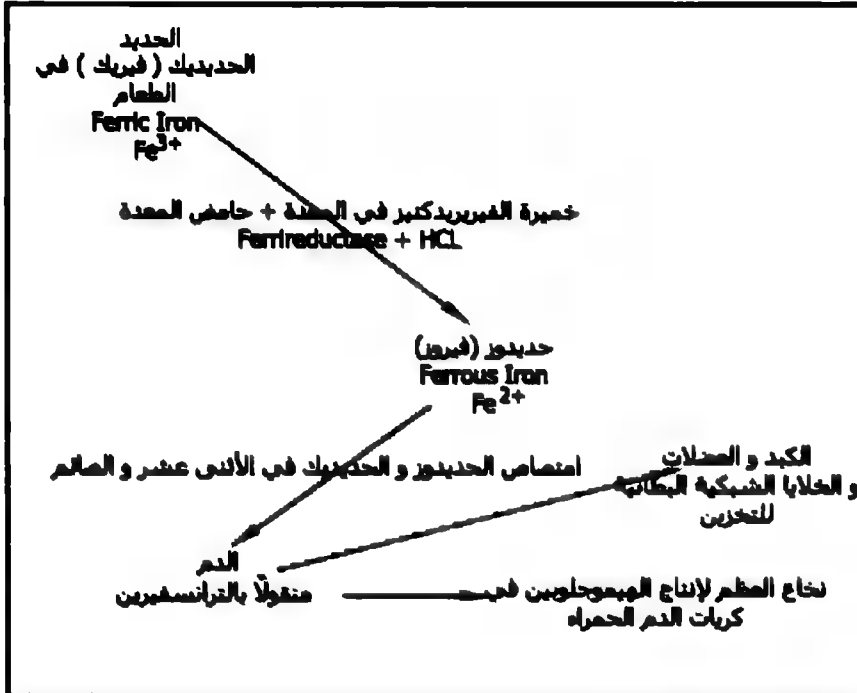 الحديد
الحديديك ( فيريك ) في
الطعام
Ferric Iron
Fe3+
خميرة الفيريريدكتيز في المعدة + حامض المعدة
Ferrireductase + HCL
حديدوز (فيروز)
Ferrous Iron
Fe2+
امتصاص الحديدوز و الحديديك في الأثنى عشر و الصائم
الكبد و العضلات
و الخلايا الشبكية البطانية
للتخزين
الدم
منقولًا بالترانسفيرين
نخاع العظم لإنتاج الهيموجلوبين في
كريات الدم الحمراء